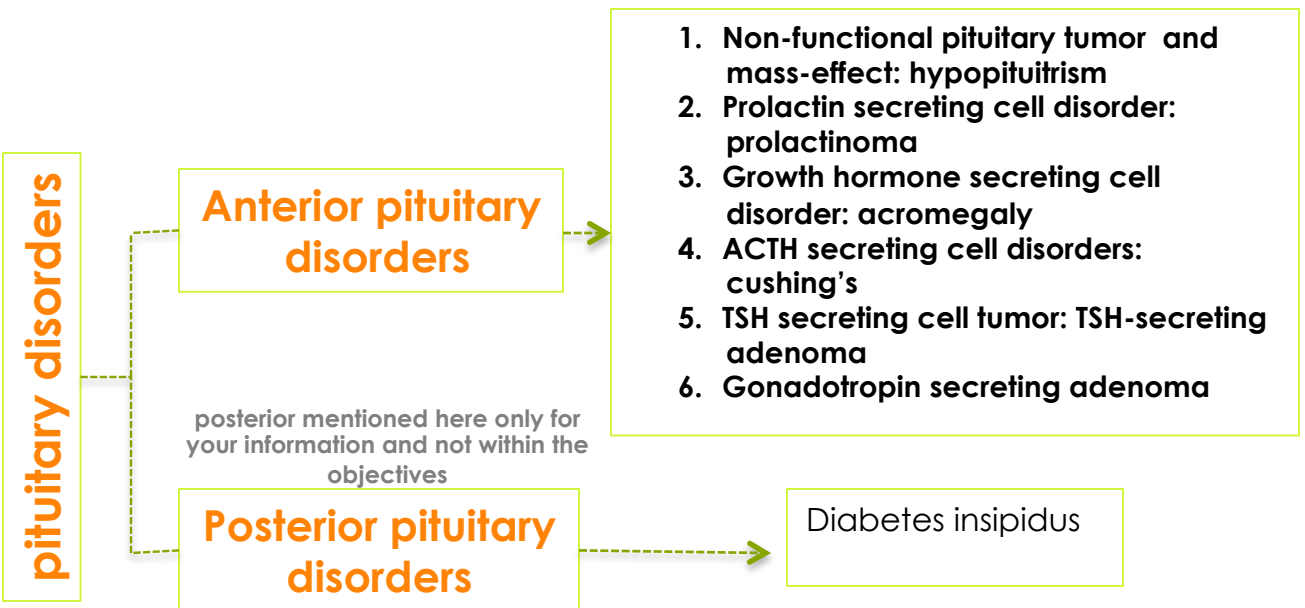 pituitary disorders
Anterior pituitary
disorders
1. Non-functional pituitary tumor and
mass-effect: hypopituitrism
2. Prolactin secreting cell disorder:
prolactinoma
3. Growth hormone secreting cell
disorder: acromegaly
4. ACTH secreting cell disorders:
cushing’s
5. TSH secreting cell tumor: TSH-secreting
adenoma
6. Gonadotropin secreting adenoma
posterior mentioned here only for
your information and not within the
objectives
Posterior pituitary
disorders
Diabetes insipidus